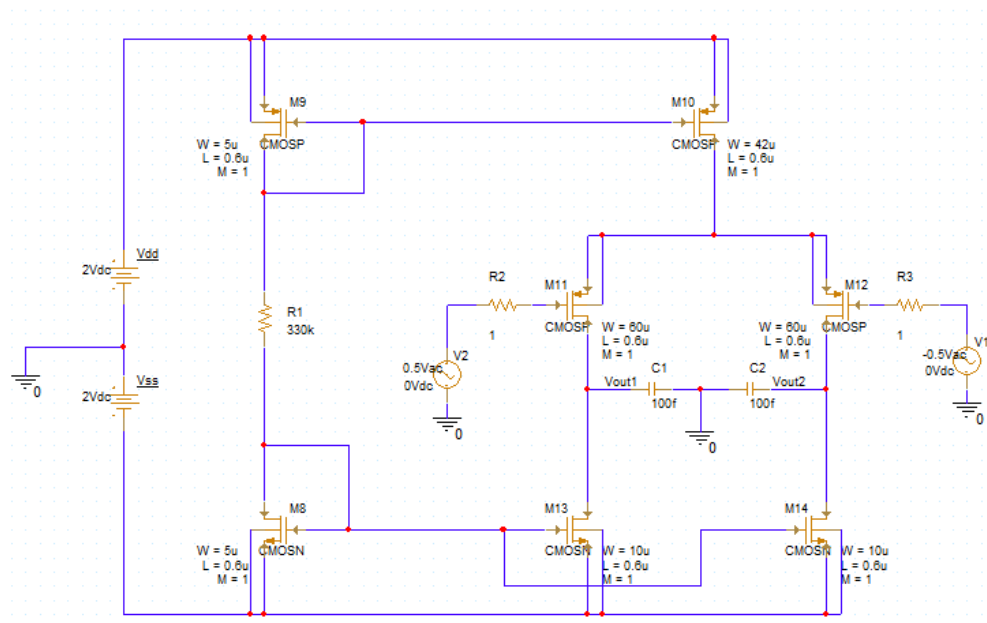 M9
W = 5u
L = 0.6u
M = 1
CMOSP
M10
CMOSP
W = 42u
L = 0.6u
M = 1
Vdd
2Vdc
R1
330k
0
Vss
2Vdc
R2
1
M11
CMOSP
W = 60u
L = 0.6u
M = 1
V2
0.5Vac
0Vdc
0
C1
100f
Vout1
C2
100f
Vout2
0
M12
CMOSP
W = 60u
L = 0.6u
M = 1
R3
1
V1
-0.5Vac
0Vdc
0
M8
CMOSN
W = 5u
L = 0.6u
M = 1
M13
CMOSN
W = 10u
L = 0.6u
M = 1
M14
CMOSN
W = 10u
L = 0.6u
M = 1